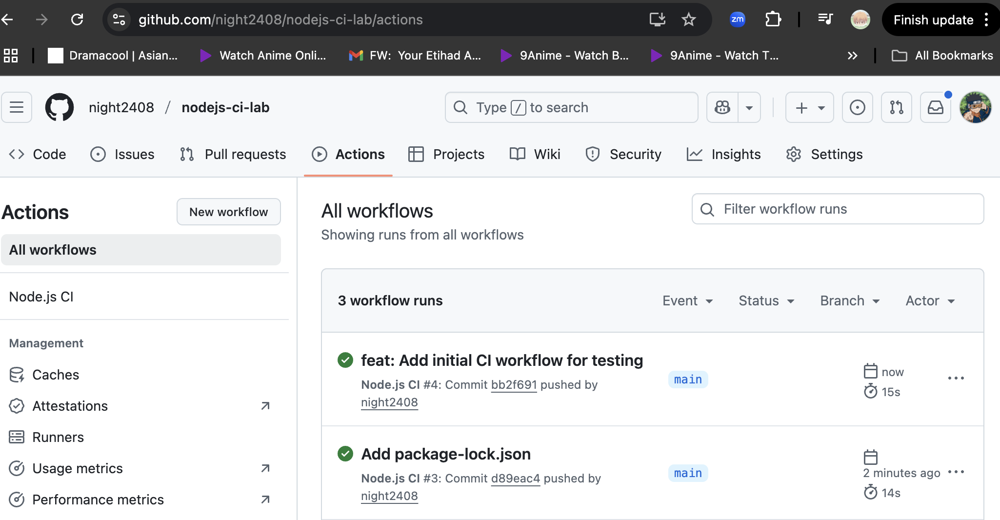 github.com/night2408/nodejs-ci-lab/actions
zm
Finish update
Dramacool | Asian...
Watch Anime Onli...
FW: Your Etihad A...
9Anime - Watch B...
9Anime - Watch T...
All Bookmarks
night2408 / nodejs-ci-lab
Type / to search
Code
Issues
Pull requests
Actions
Projects
Wiki
Security
Insights
Settings
Actions
New workflow
All workflows
Node.js CI
Management
Caches
Attestations
Runners
Usage metrics
Performance metrics
All workflows
Showing runs from all workflows
Filter workflow runs
3 workflow runs
Event
Status
Branch
Actor
feat: Add initial CI workflow for testing
Node.js CI #4: Commit bb2f691 pushed by
night2408
main
now
15s
Add package-lock.json
Node.js CI #3: Commit d89eac4 pushed by
night2408
main
2 minutes ago
14s